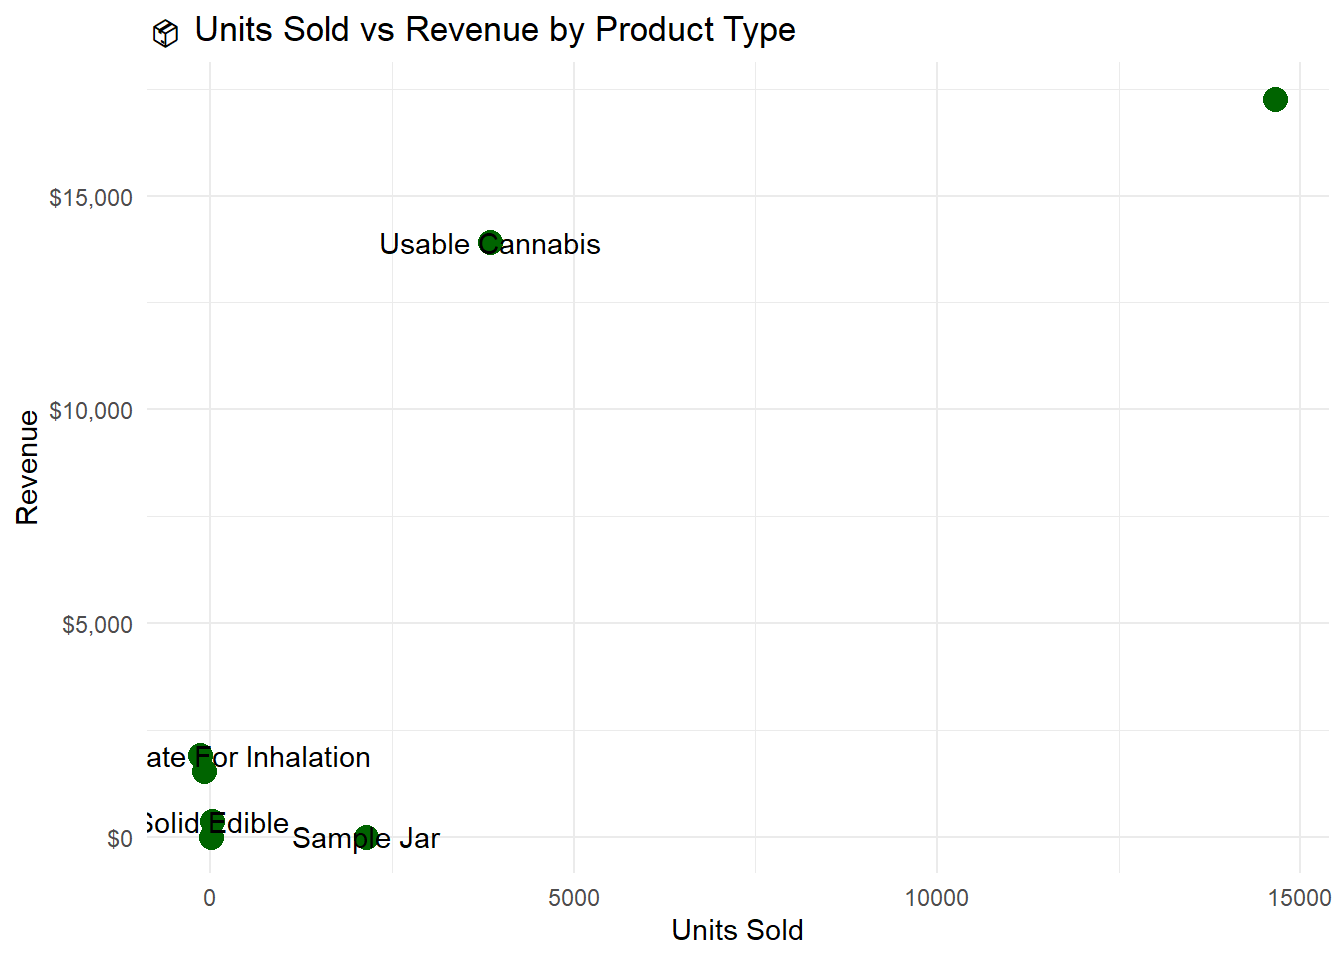 📦 Units Sold vs Revenue by Product Type
$15,000
Usable Cannabis
$10,000
Revenue
$5,000
ate For Inhalation
Solid Edible
Sample Jar
$0
0 5000 10000 15000
Units Sold